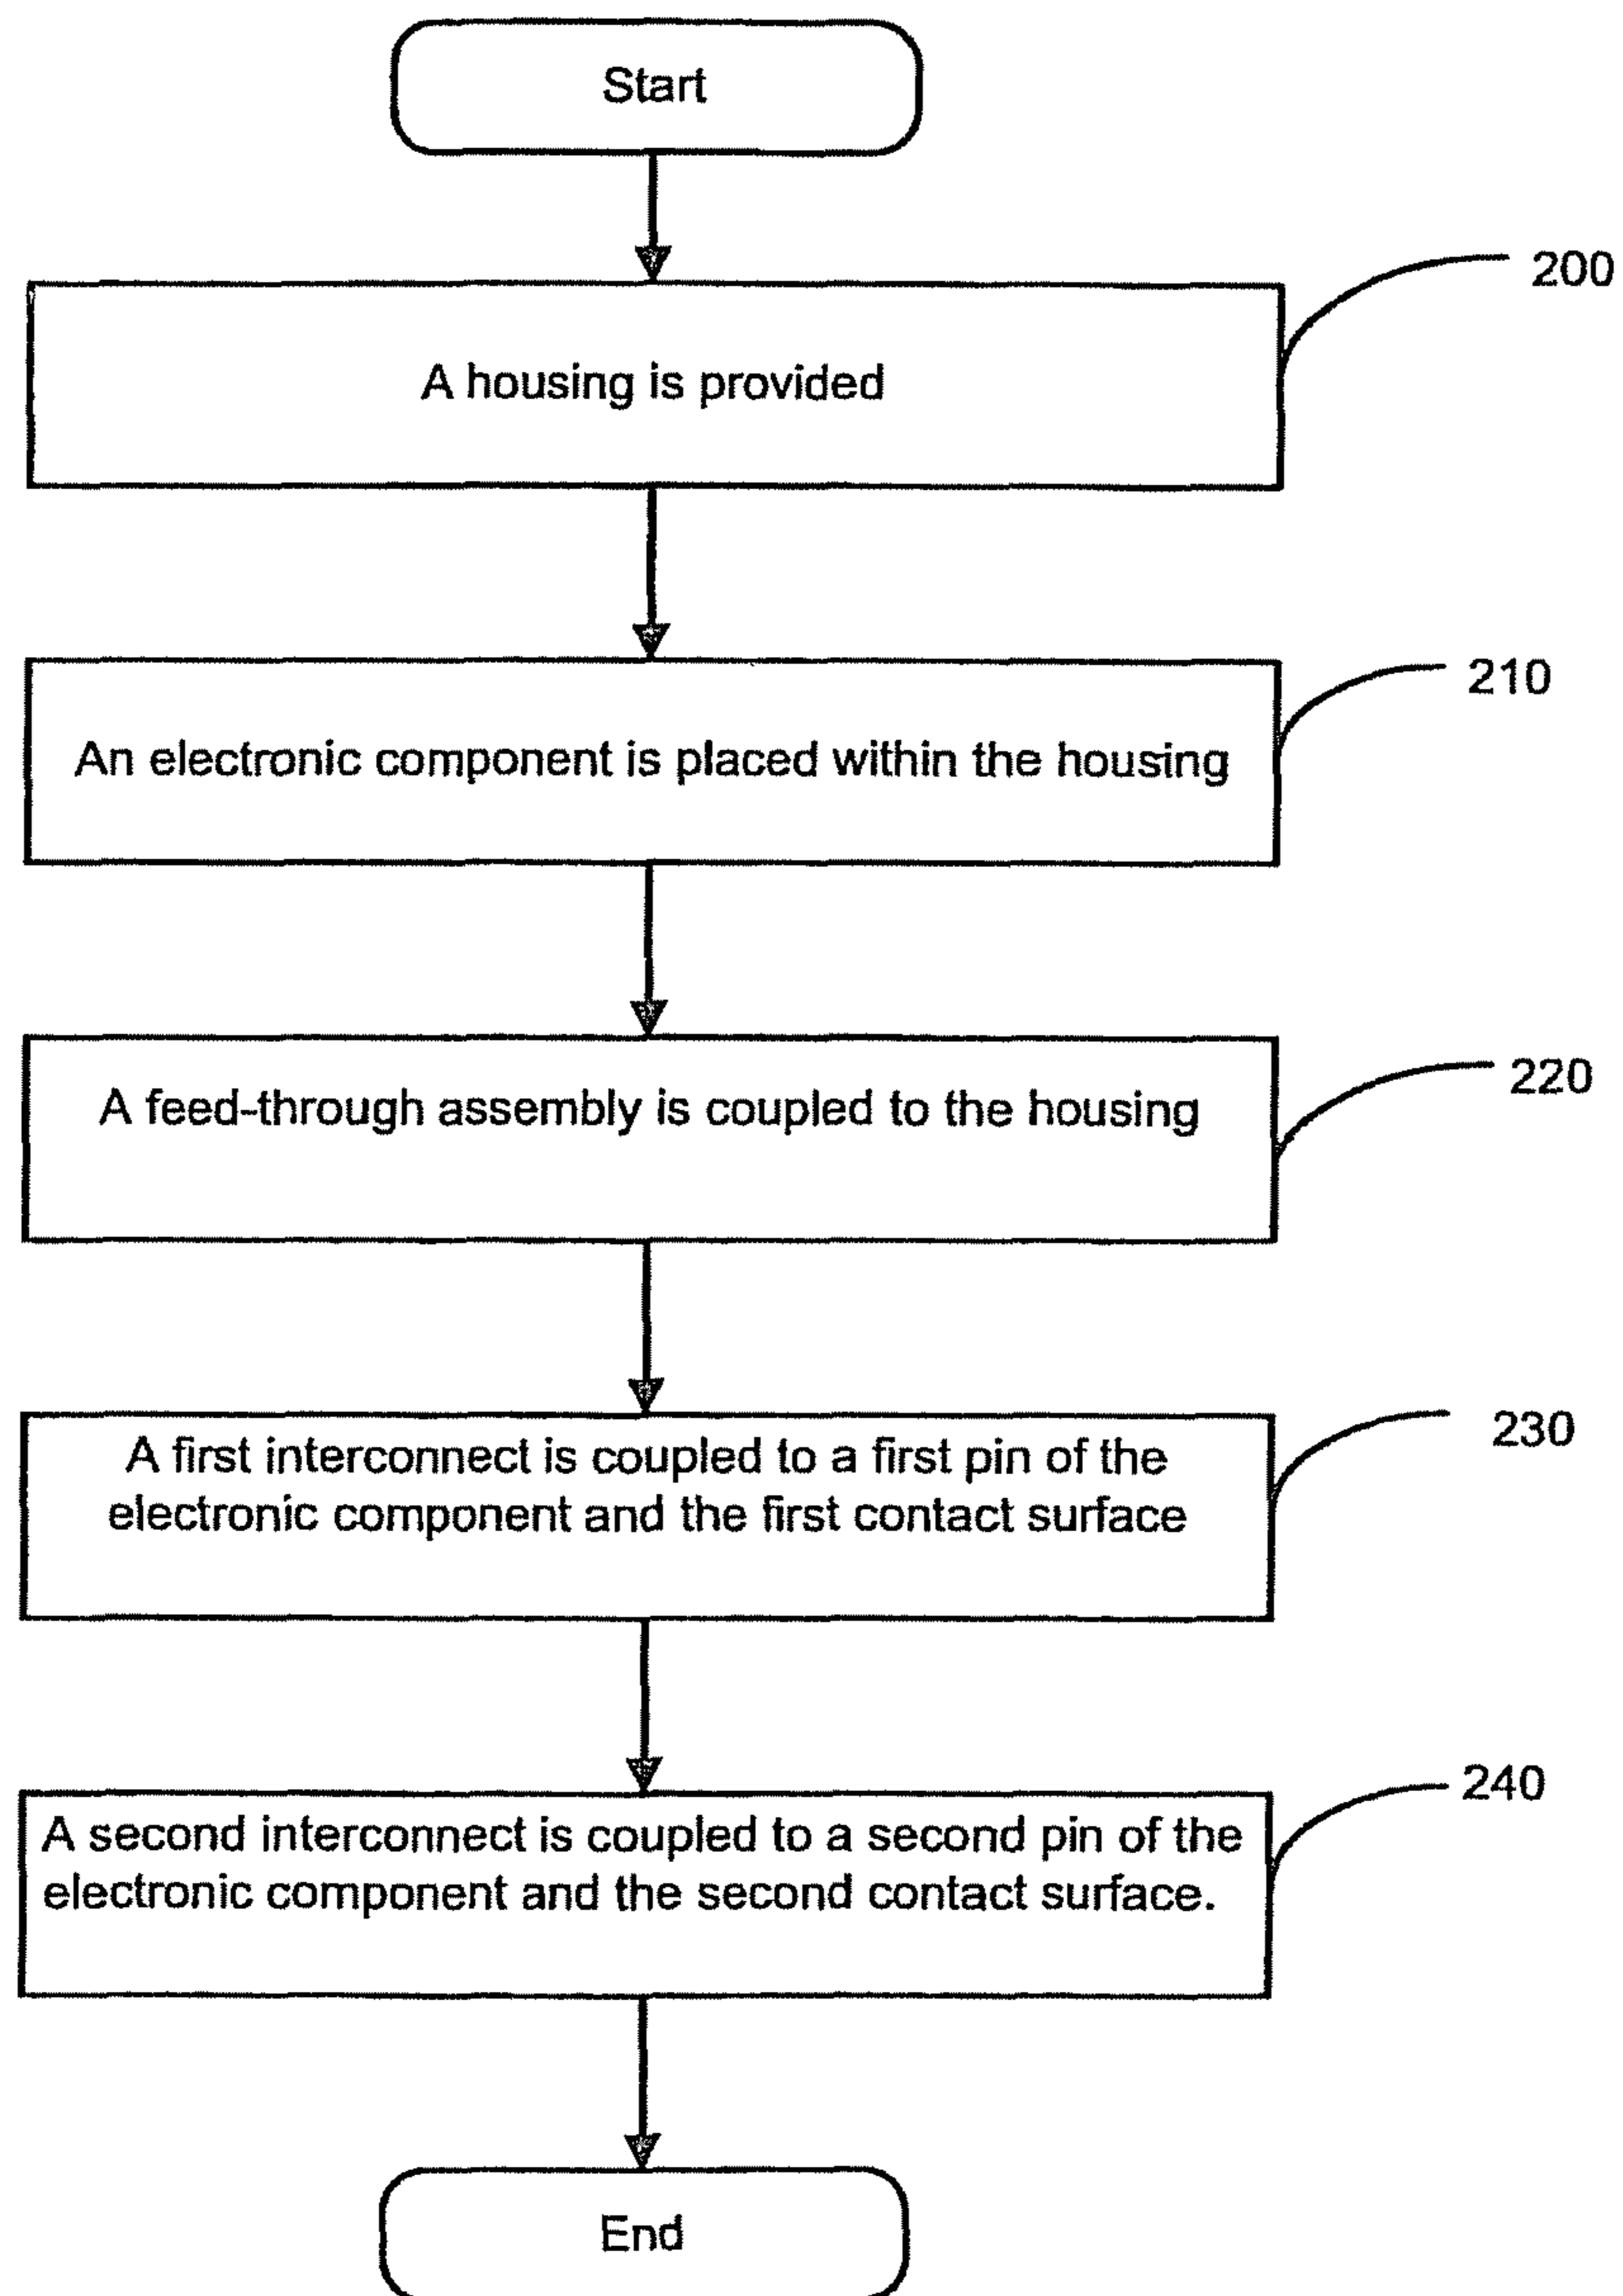 Start
200
A housing is provided
210
An electronic component is placed within the housing
220
A feed-through assembly is coupled to the housing
230
A first interconnect is coupled to a first pin of the
electronic component and the first contact surface
240
A second interconnect is coupled to a second pin of the
electronic component and the second contact surface.
End